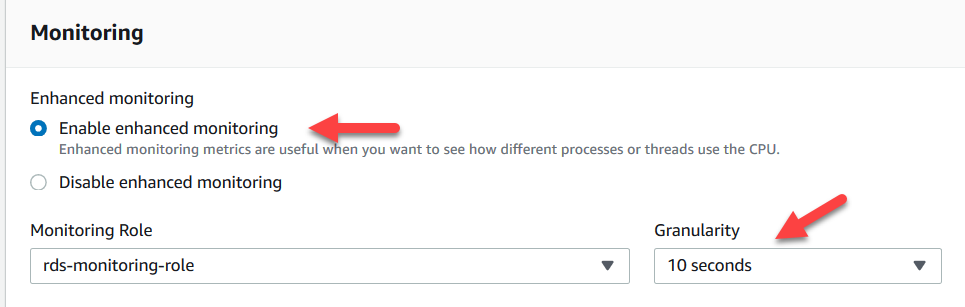 Monitoring
Enhanced monitoring
Enable enhanced monitoring
Enhanced monitoring metrics are useful when you want to see how different processes or threads use the CPU.
Disable enhanced monitoring
Monitoring Role
Granularity
rds-monitoring-role
10 seconds